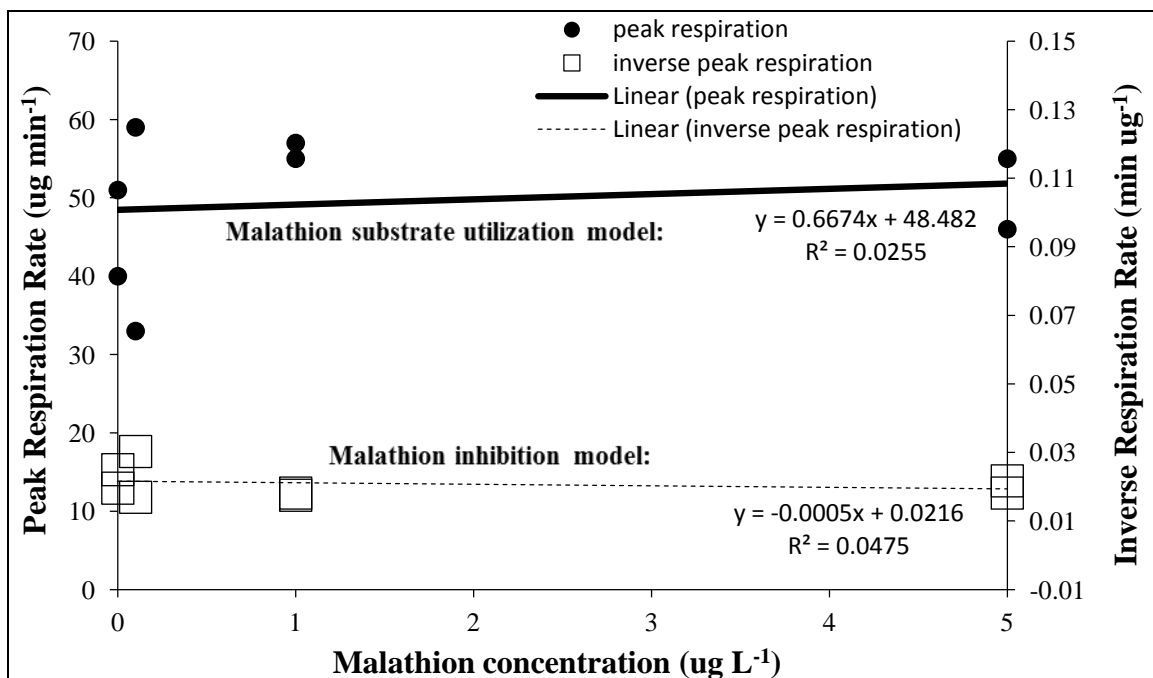 peak respiration
inverse peak respiration
Linear (peak respiration)
Linear (inverse peak respiration)
Peak Respiration Rate (ug min⁻¹)
70
60
50
40
30
20
10
0
Malathion substrate utilization model:
y = 0.6674x + 48.482
R² = 0.0255
Malathion inhibition model:
y = -0.0005x + 0.0216
R² = 0.0475
0.15
0.13
0.11
0.09
0.07
0.05
0.03
0.01
-0.01
Inverse Respiration Rate (min ug⁻¹)
0 1 2 3 4 5
Malathion concentration (ug L⁻¹)